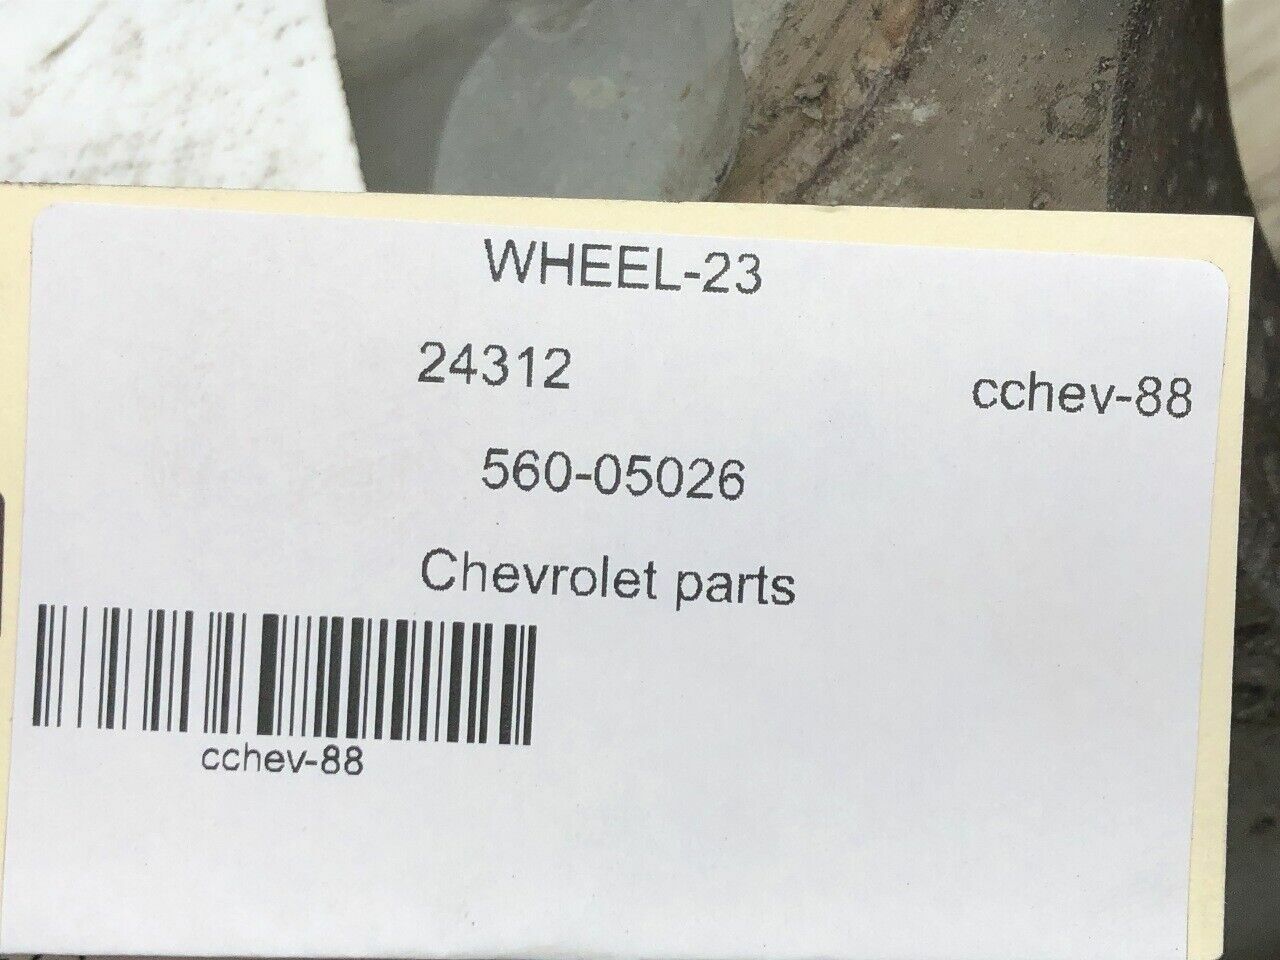 WHEEL-23
24312
cchev-88
560-05026
Chevrolet parts
cchev-88